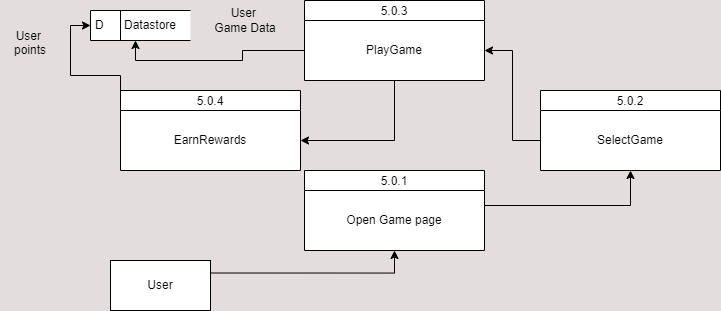 User
Game Data
5.0.3
D
Datastore
User
points
PlayGame
5.0.4
5.0.2
EarnRewards
SelectGame
5.0.1
Open Game page
User